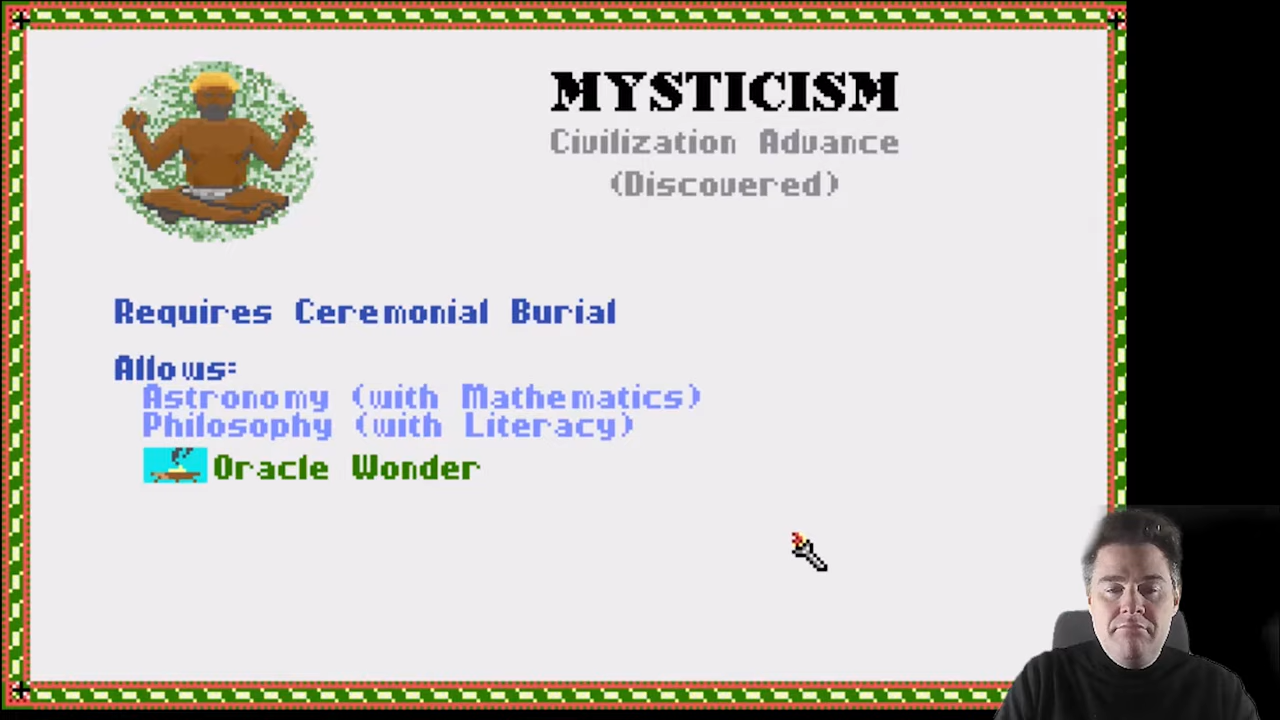 MYSTICISM
Civilization Advance
(Discovered)
Requires Ceremonial Burial
Allows:
Astronomy (with Mathematics)
Philosophy (with Literacy)
Oracle Wonder